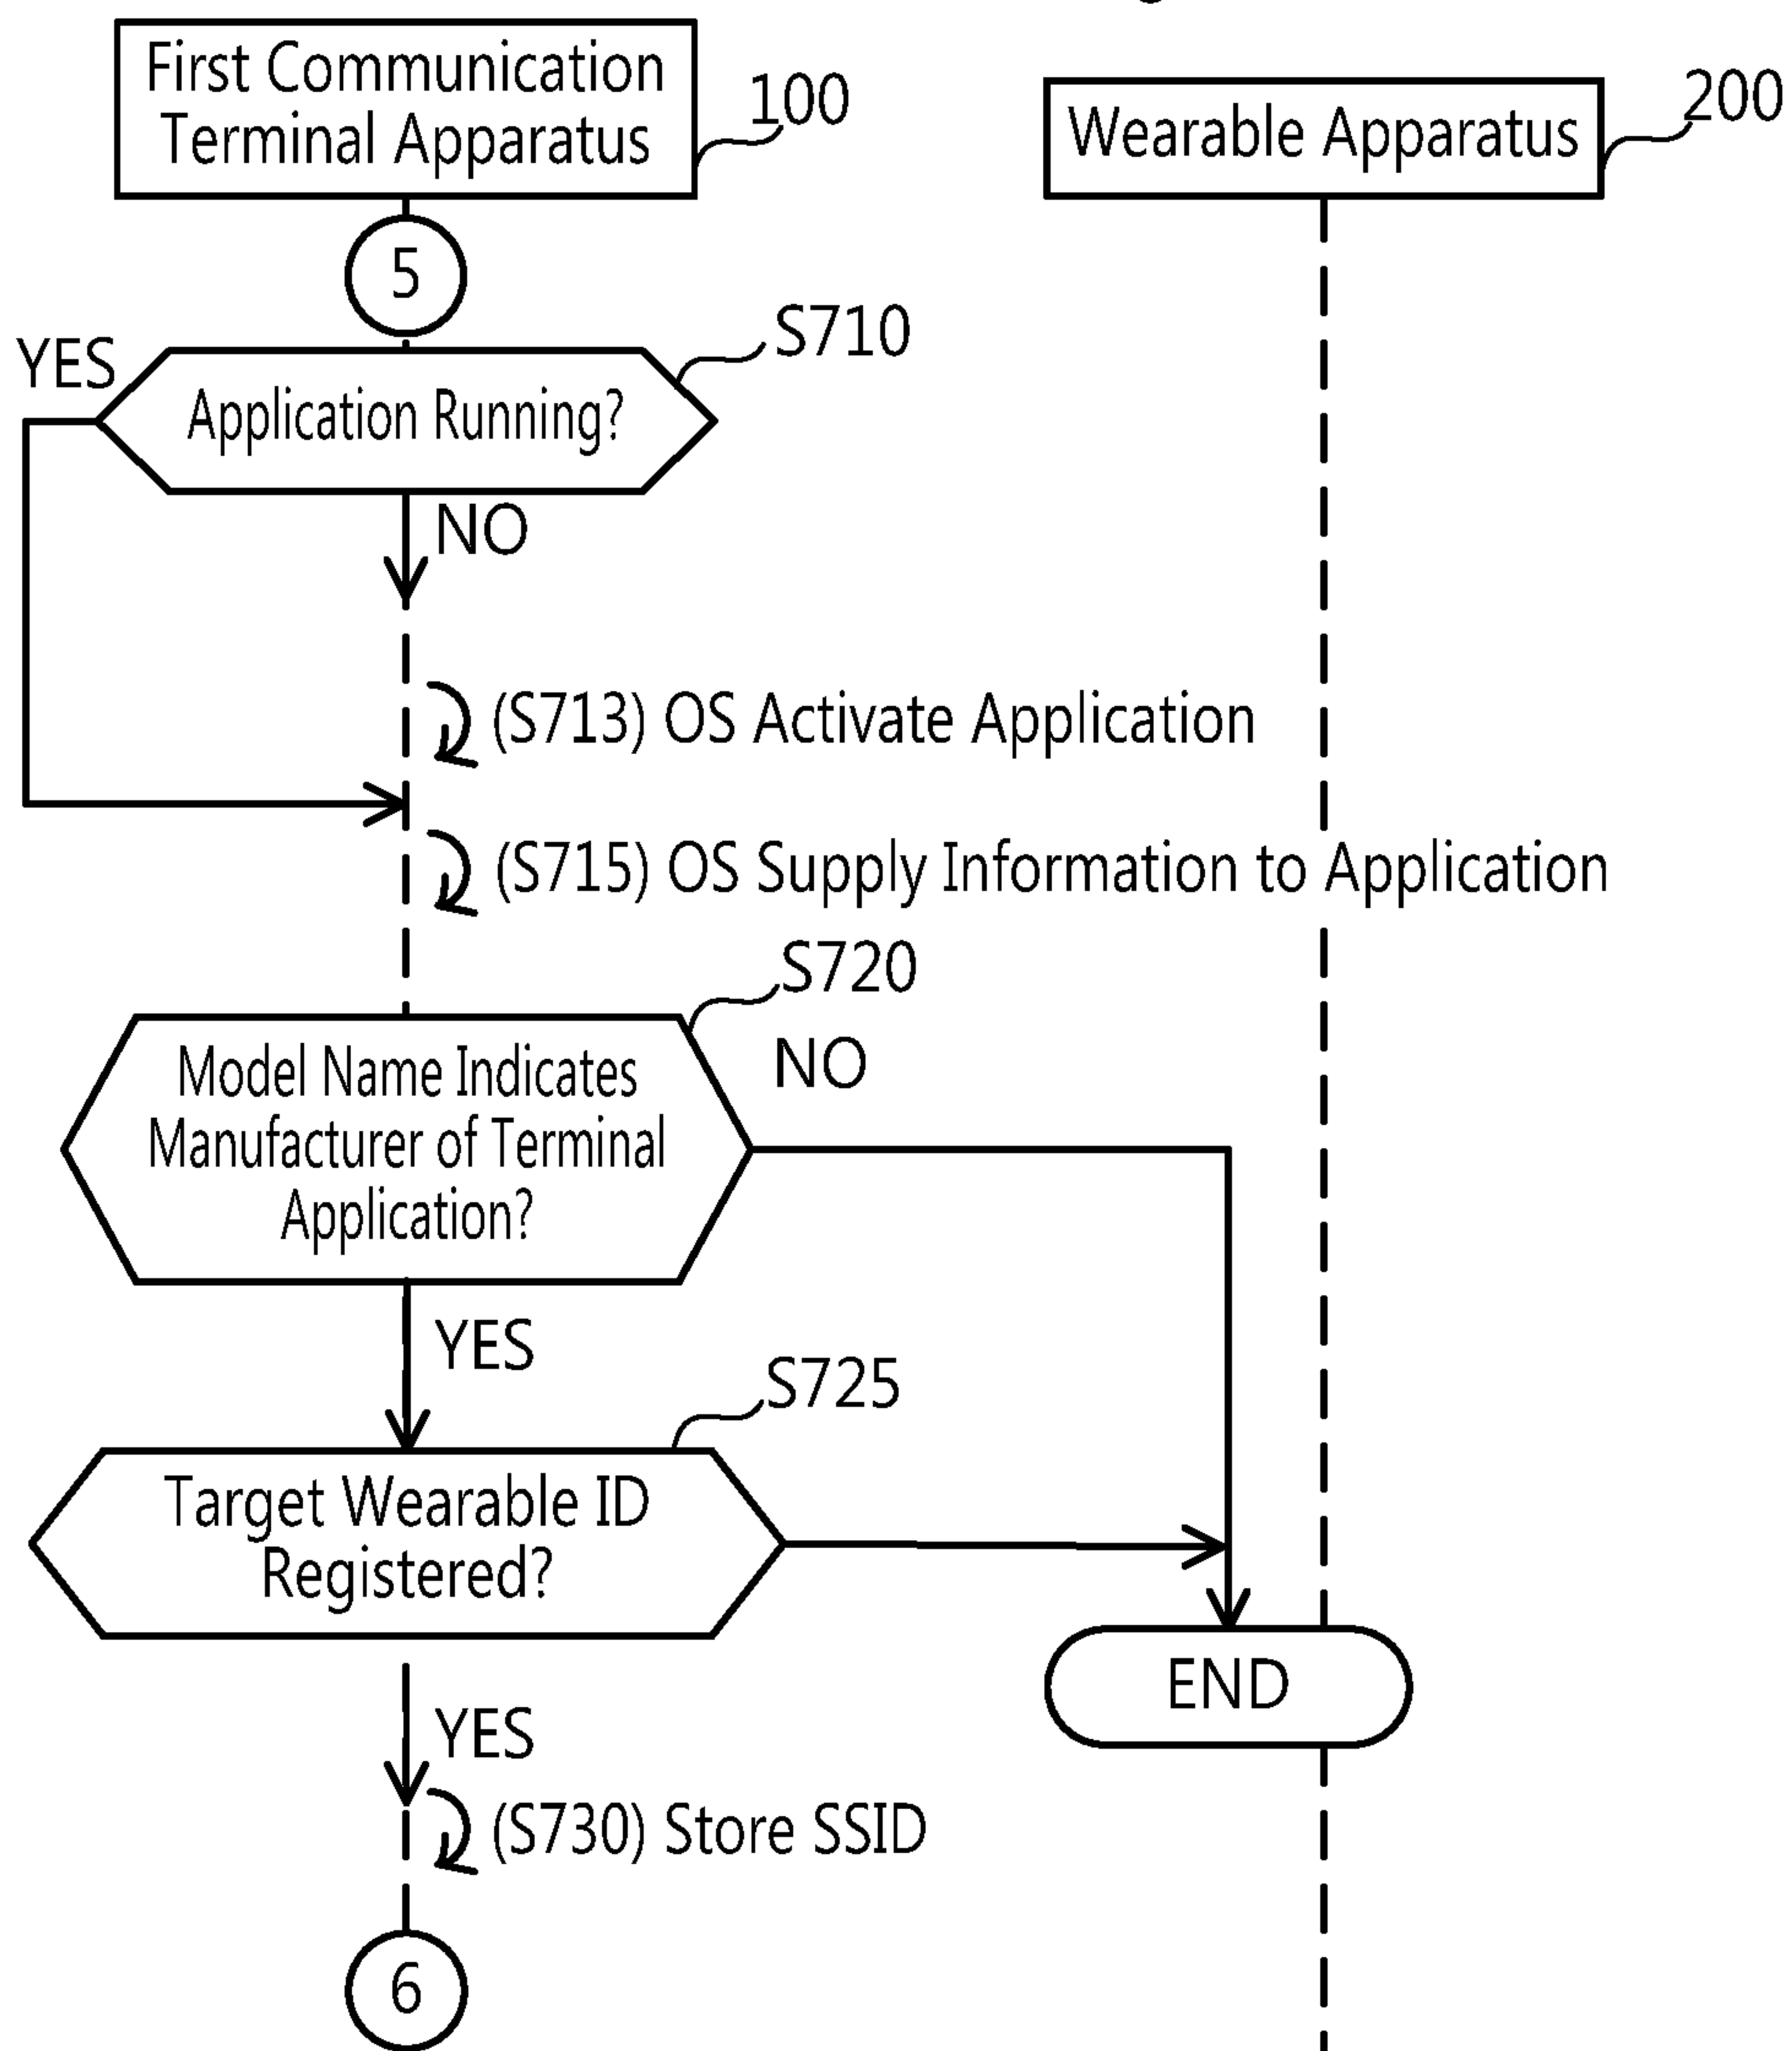 First Communication
Terminal Apparatus
100
Wearable Apparatus
200
5
S710
YES
Application Running?
NO
(S713) OS Activate Application
(S715) OS Supply Information to Application
S720
NO
Model Name Indicates
Manufacturer of Terminal
Application?
YES
S725
Target Wearable ID
Registered?
END
YES
(S730) Store SSID
6